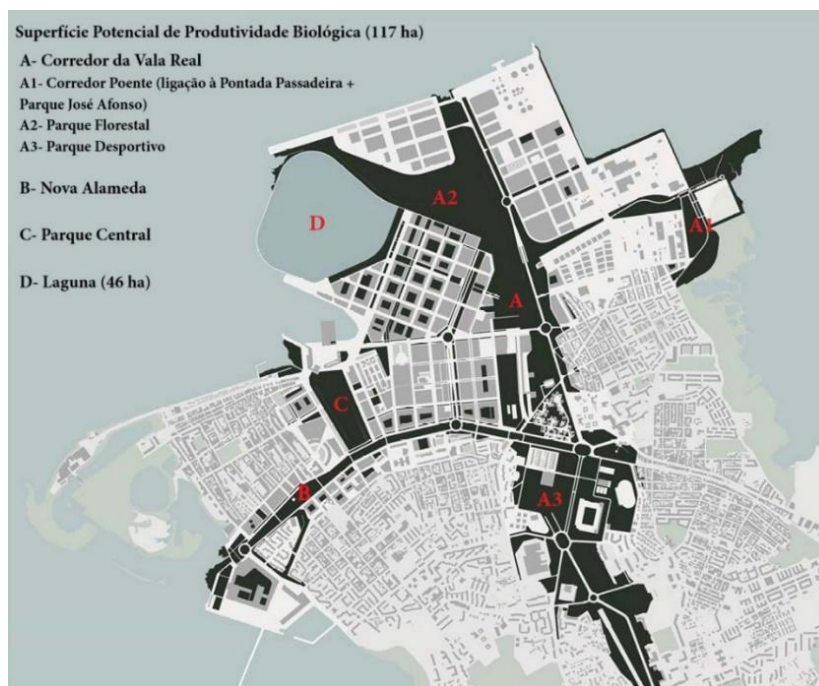 Superfície Potencial de Produtividade Biológica (117 ha)
A- Corredor da Vala Real
A1- Corredor Poente (ligação à Pontada Passadeira +
Parque José Afonso)
A2- Parque Florestal
A3- Parque Desportivo
B- Nova Alameda
C- Parque Central
D- Laguna (46 ha)
A2
A1
D
A
C
B
A3